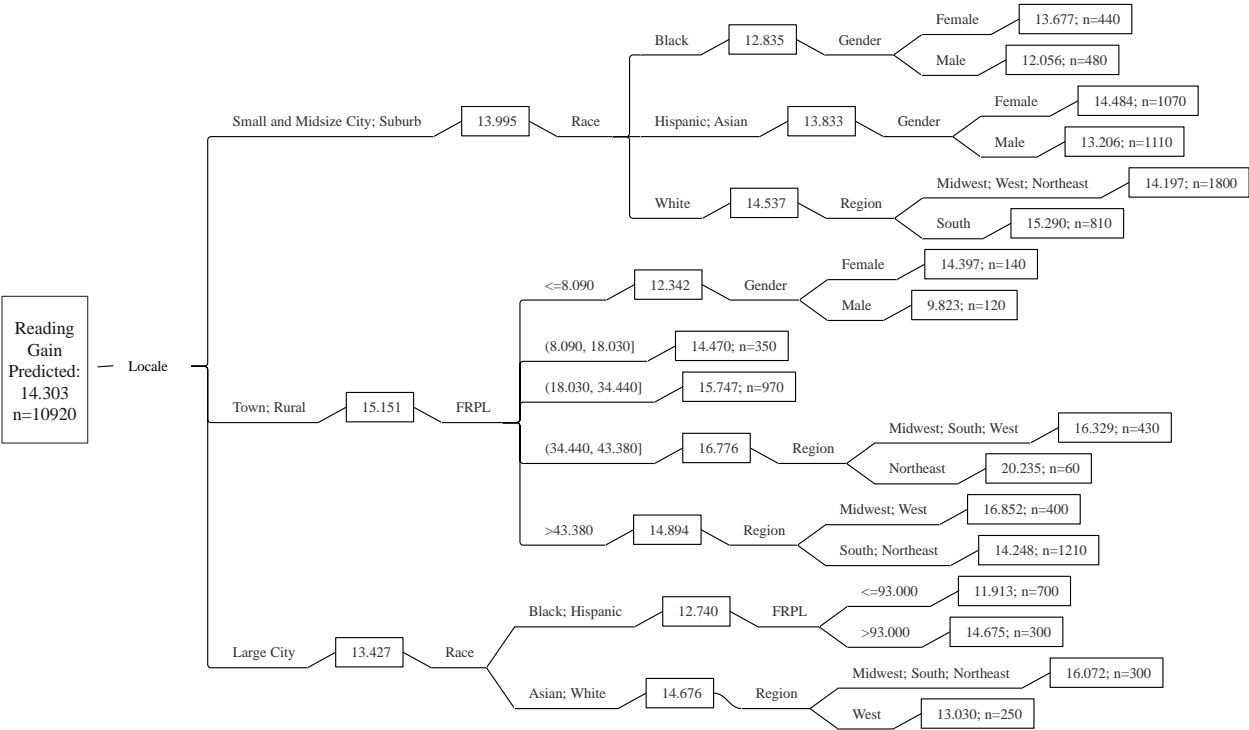 Reading
Gain
Predicted:
14.303
n=10920
Locale
Small and Midsize City; Suburb
13.995
Race
Black
12.835
Gender
Female
13.677; n=440
Male
12.056; n=480
Hispanic; Asian
13.833
Gender
Female
14.484; n=1070
Male
13.206; n=1110
White
14.537
Region
Midwest; West; Northeast
14.197; n=1800
South
15.290; n=810
Town; Rural
15.151
FRPL
<=8.090
12.342
Gender
Female
14.397; n=140
Male
9.823; n=120
(8.090, 18.030]
14.470; n=350
(18.030, 34.440]
15.747; n=970
(34.440, 43.380]
16.776
Region
Midwest; South; West
16.329; n=430
Northeast
20.235; n=60
>43.380
14.894
Region
Midwest; West
16.852; n=400
South; Northeast
14.248; n=1210
Large City
13.427
Race
Black; Hispanic
12.740
FRPL
<=93.000
11.913; n=700
>93.000
14.675; n=300
Asian; White
14.676
Region
Midwest; South; Northeast
16.072; n=300
West
13.030; n=250